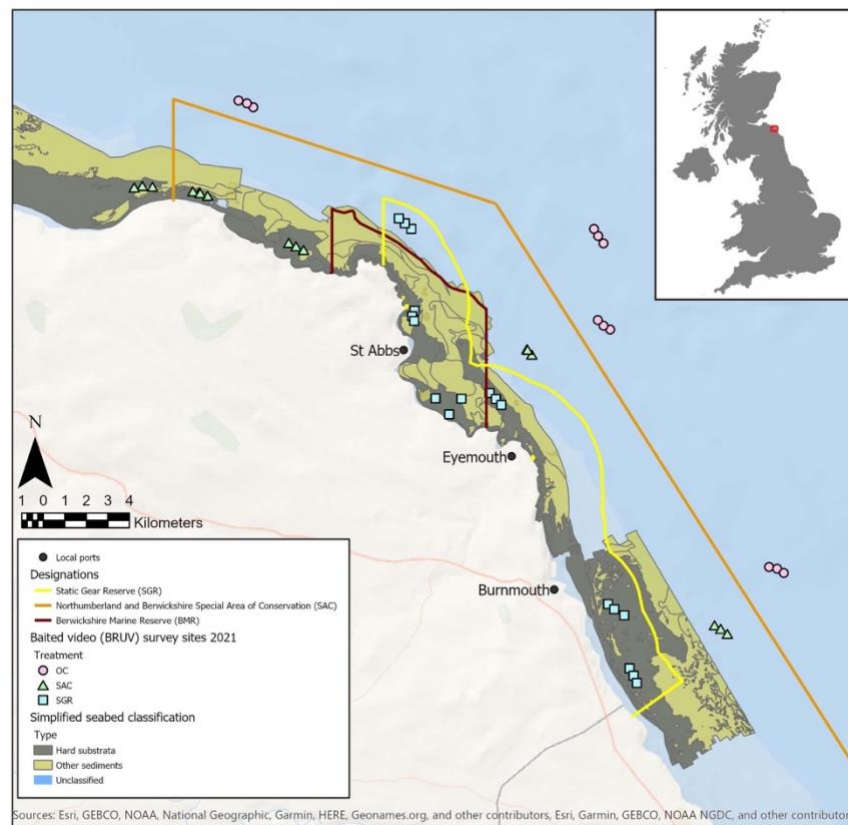 St Abbs
Eyemouth
Burnmouth
N
1 0 1 2 3 4
Kilometers
Local ports
Designations
Static Gear Reserve (SGR)
Northumberland and Berwickshire Special Area of Conservation (SAC)
Berwickshire Marine Reserve (BMR)
Baited video (BRUV) survey sites 2021
Treatment
OC
SAC
SGR
Simplified seabed classification
Type
Hard substrata
Other sediments
Unclassified
Sources: Esri, GEBCO, NOAA, National Geographic, Garmin, HERE, Geonames.org, and other contributors, Esri, Garmin, GEBCO, NOAA NGDC, and other contributor